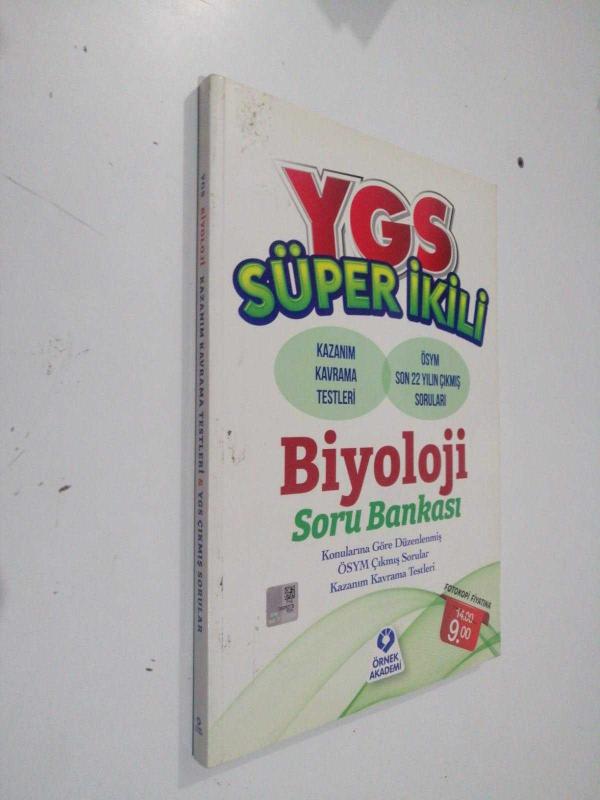 YGS
SÜPER İKİLİ
KAZANIM
KAVRAMA
TESTLERİ
ÖSYM
SON 22 YILIN ÇIKMIŞ
SORULARI
Biyoloji
Soru Bankası
Konularına Göre Düzenlenmiş
ÖSYM Çıkmış Sorular
Kazanım Kavrama Testleri
FOTOKOPİ FİYATINA
14.00
9.00
ÖRNEK
AKADEMİ
YGS BİYOLOJİ KAZANIM KAVRAMA TESTLERİ & YGS ÇIKMIŞ SORULAR